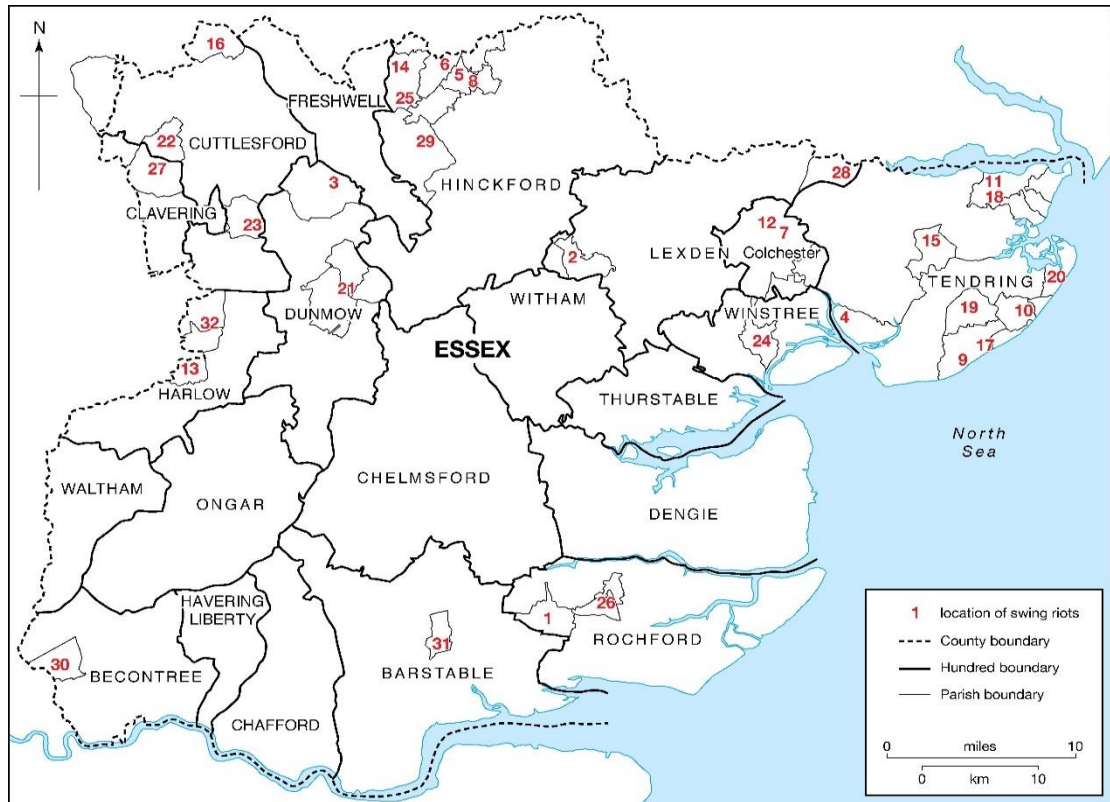 N
16
14
6
5
8
FRESHWELL
25
22
CUTTLESFORD
29
27
3
HINCKFORD
28
11
18
CLAVERING
23
12
7
LEXDEN
Colchester
15
2
TENDRING
20
21
WITHAM
DUNMOW
WINSTREE
19
10
32
4
ESSEX
24
17
9
13
HARLOW
THURSTABLE
North
Sea
WALTHAM
CHELMSFORD
ONGAR
DENGIE
HAVERING
LIBERTY
26
1
ROCHFORD
31
30
BECONTREE
BARSTABLE
CHAFFORD
1 location of swing riots
County boundary
Hundred boundary
Parish boundary
0 miles 10
0 km 10